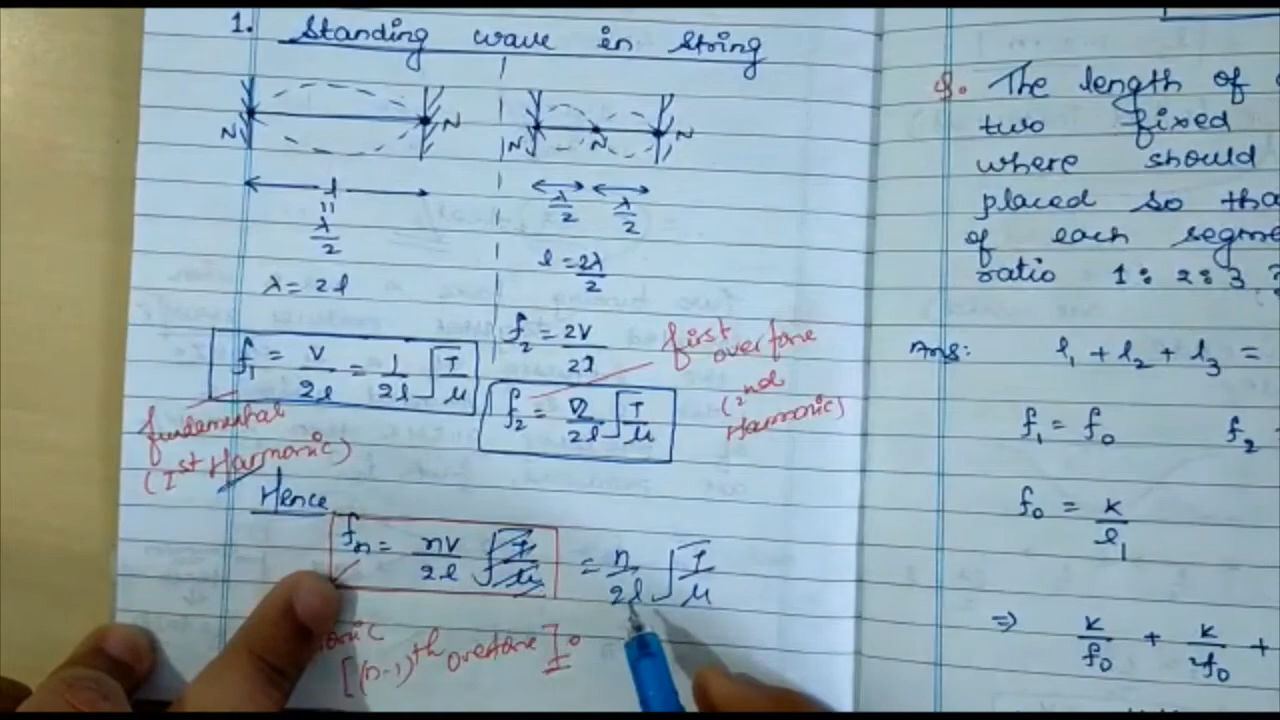 1. Standing wave in string
N N N N N
l
=
λ/2
λ/2 λ/2
λ = 2l
l = 2λ/2
f₁ = v/2l = 1/2l √T/μ
fundamental
(Ist Harmonic)
f₂ = 2v/2l
f₂ = 2/2l √T/μ
first
overtone
(2nd
Harmonic)
Hence
fₙ = nv/2l = n/2l √T/μ
[(n-1)th overtone]
Q. The length of
two fixed
where should
placed so tha
of each segme
ratio 1:2:3.?
Ans: l₁ + l₂ + l₃ =
f₁ = f₀ f₂
f₀ = K/l₁
⇒ K/f₀ + K/2f₀ +